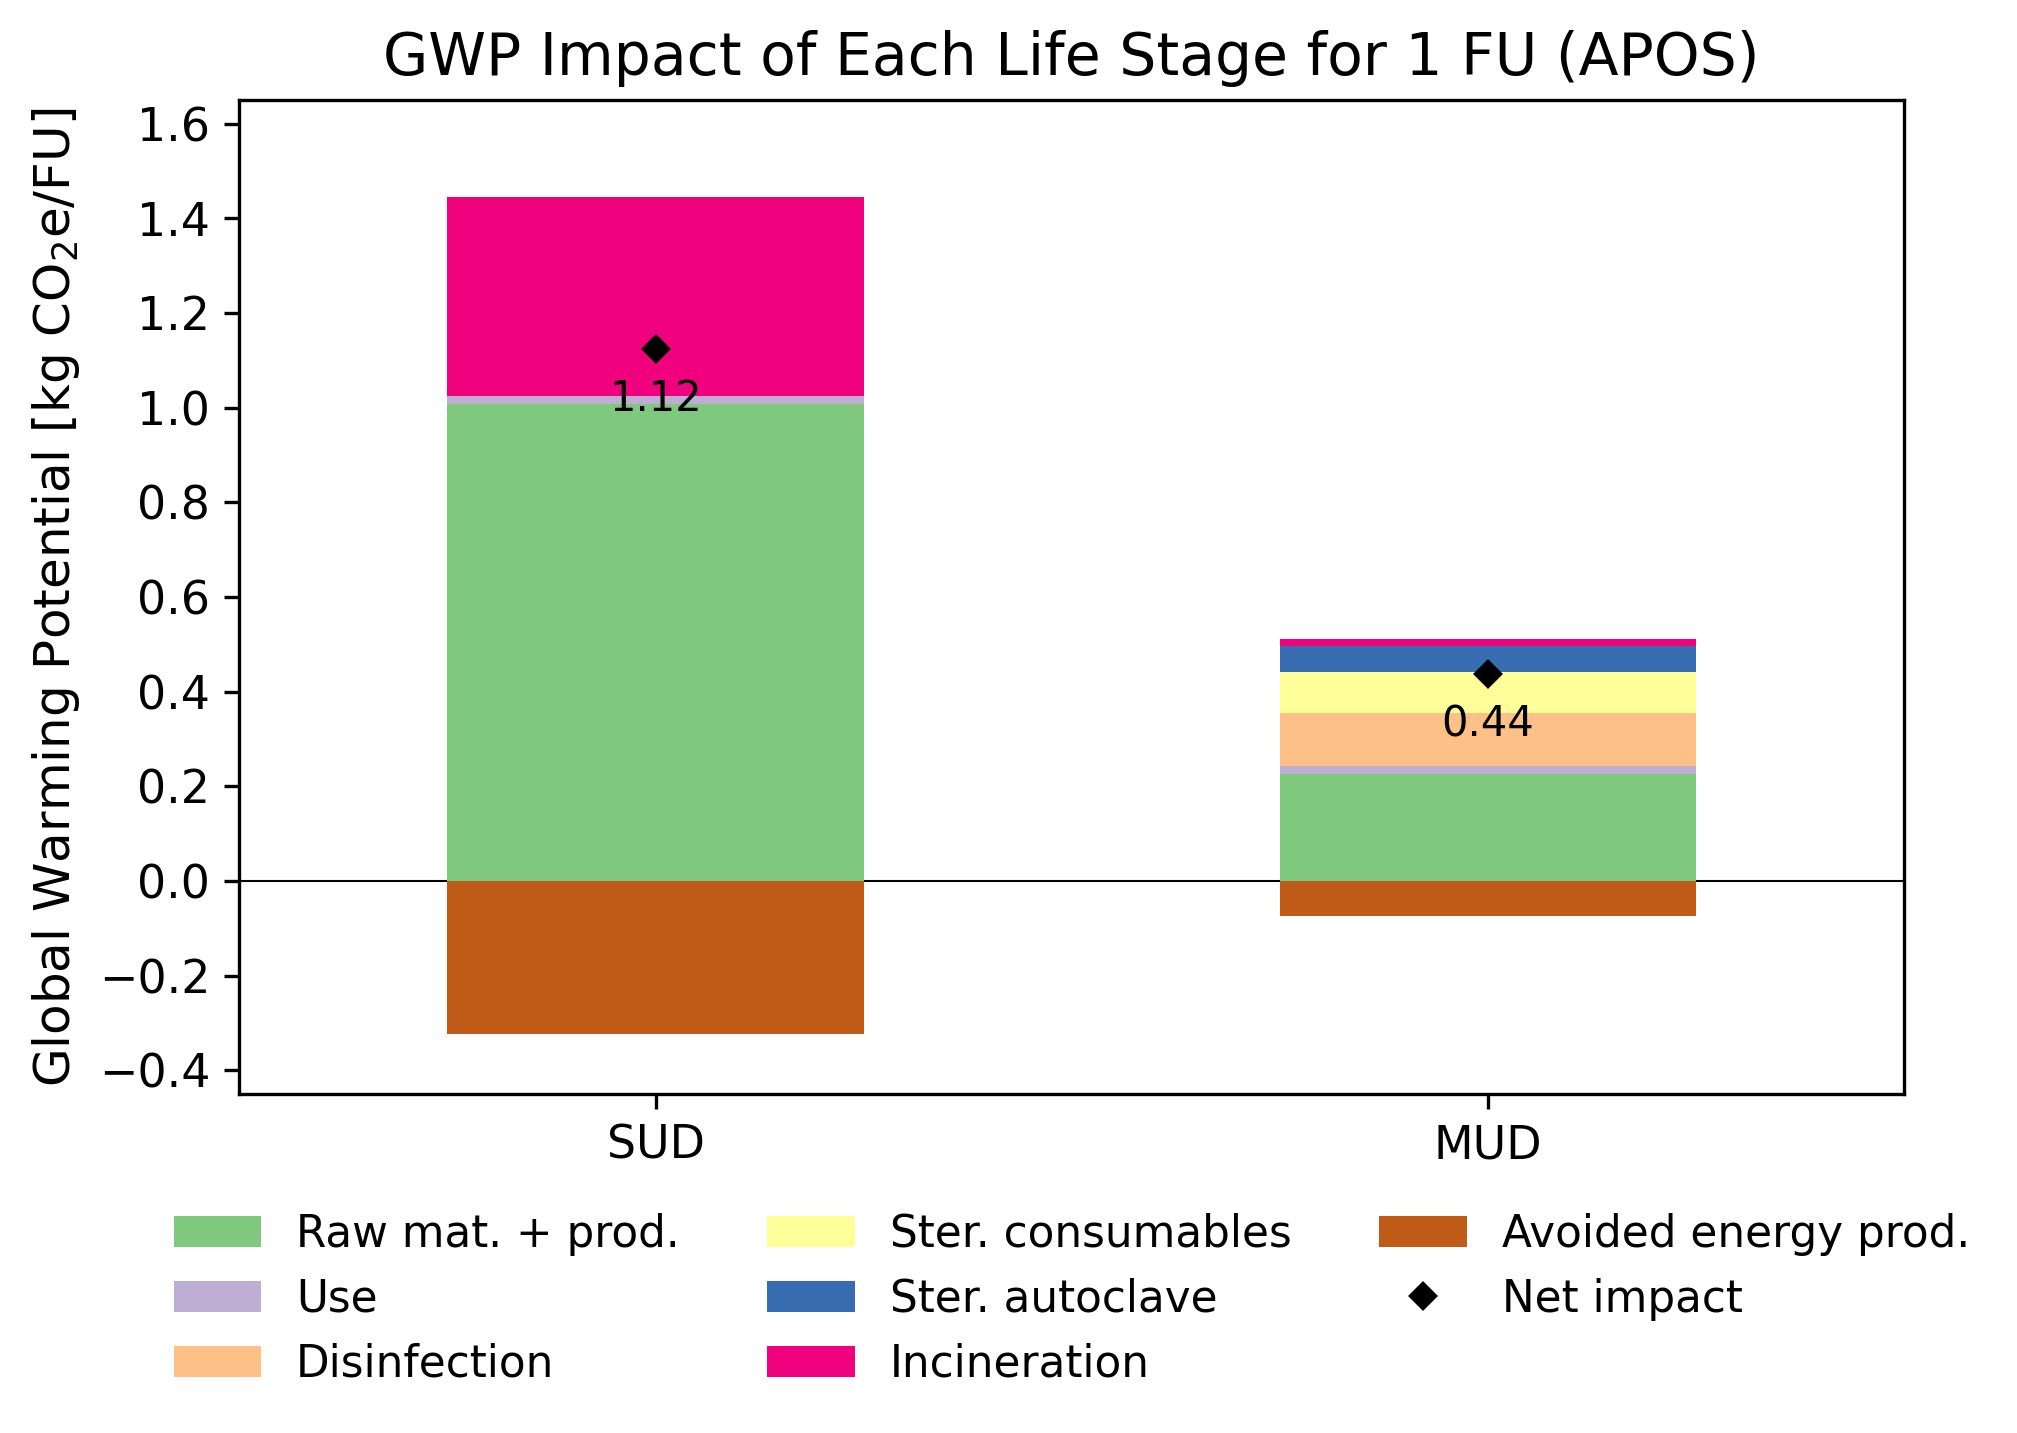 GWP Impact of Each Life Stage for 1 FU (APOS)
Global Warming Potential [kg CO₂e/FU]
1.6
1.4
1.2
1.0
0.8
0.6
0.4
0.2
0.0
−0.2
−0.4
1.12
0.44
SUD
MUD
Raw mat. + prod.
Use
Disinfection
Ster. consumables
Ster. autoclave
Incineration
Avoided energy prod.
Net impact